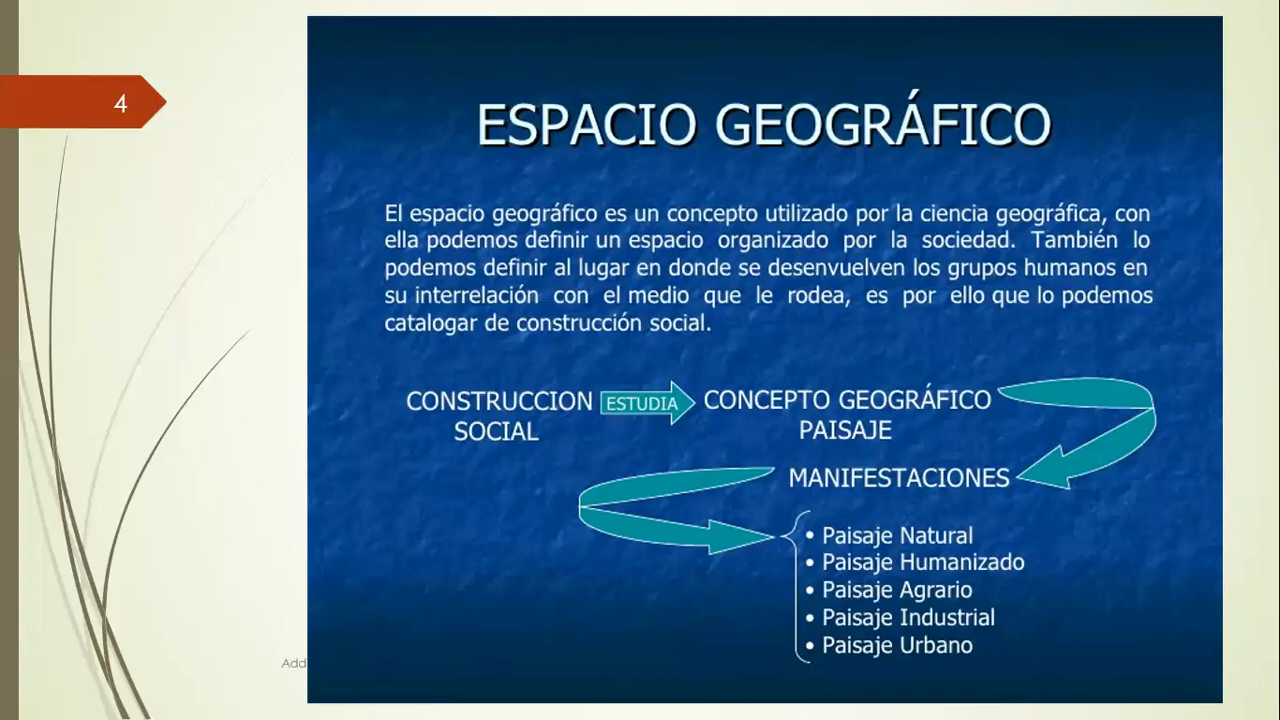 4
ESPACIO GEOGRÁFICO
El espacio geográfico es un concepto utilizado por la ciencia geográfica, con
ella podemos definir un espacio organizado por la sociedad. También lo
podemos definir al lugar en donde se desenvuelven los grupos humanos en
su interrelación con el medio que le rodea, es por ello que lo podemos
catalogar de construcción social.
CONSTRUCCION ESTUDIA CONCEPTO GEOGRÁFICO
SOCIAL PAISAJE
MANIFESTACIONES
• Paisaje Natural
• Paisaje Humanizado
• Paisaje Agrario
• Paisaje Industrial
• Paisaje Urbano
Add